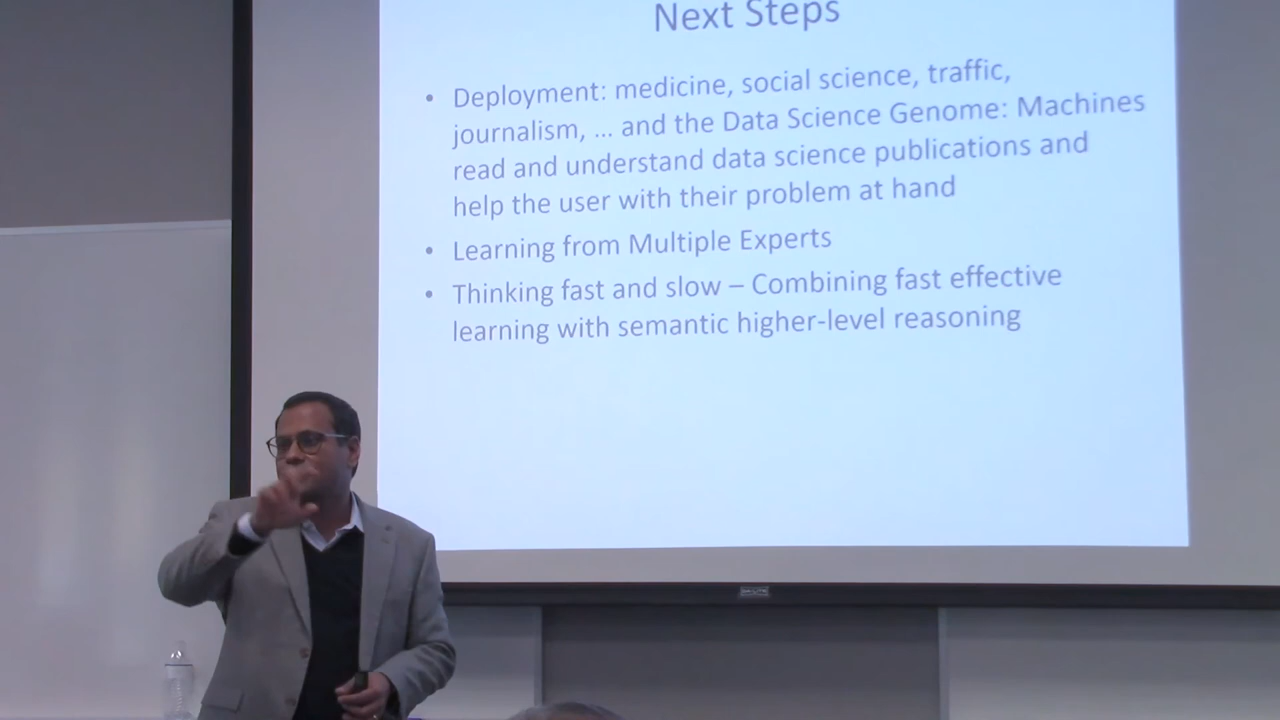 Next Steps
• Deployment: medicine, social science, traffic,
journalism, ... and the Data Science Genome: Machines
read and understand data science publications and
help the user with their problem at hand
• Learning from Multiple Experts
• Thinking fast and slow – Combining fast effective
learning with semantic higher-level reasoning